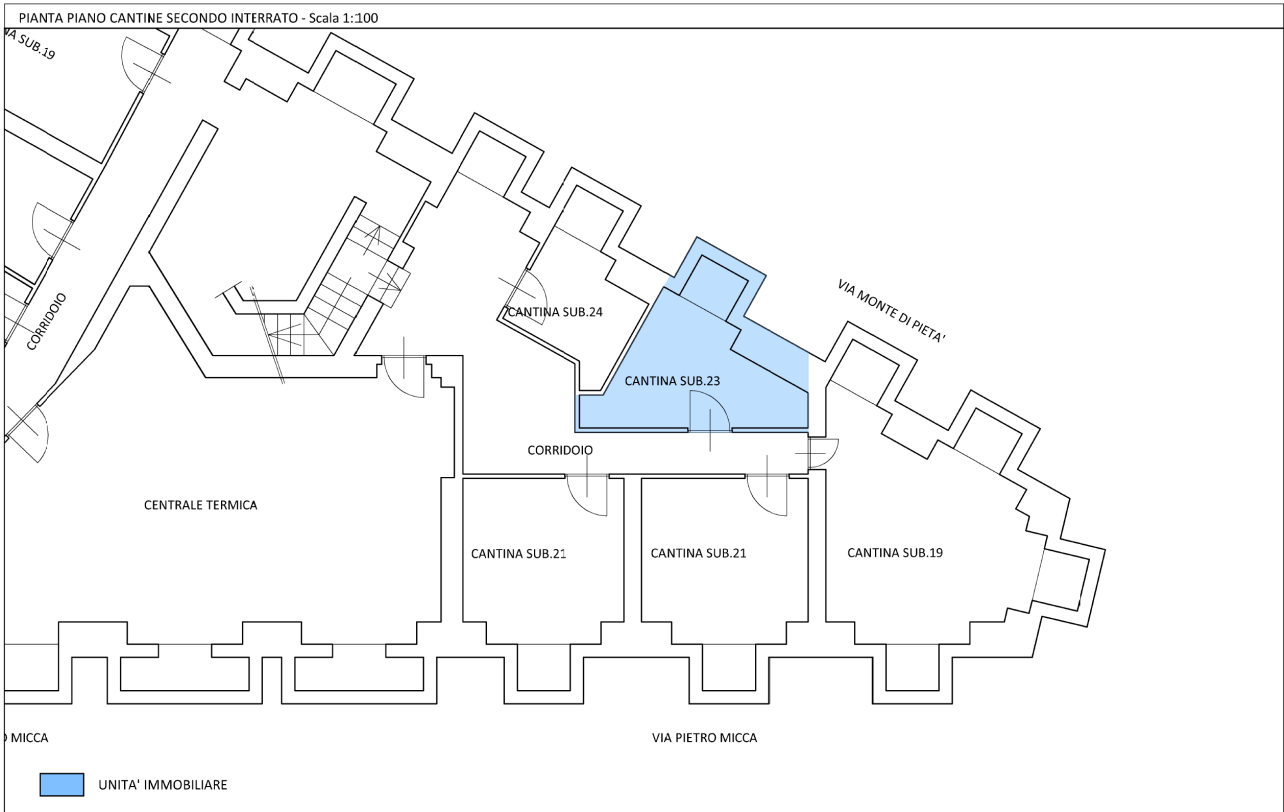 PIANTA PIANO CANTINE SECONDO INTERRATO - Scala 1:100
NA SUB.19
VIA MONTE DI PIETA'
CORRIDOIO
CANTINA SUB.24
CANTINA SUB.23
CORRIDOIO
CENTRALE TERMICA
CANTINA SUB.21
CANTINA SUB.21
CANTINA SUB.19
MICCA
VIA PIETRO MICCA
UNITA' IMMOBILIARE